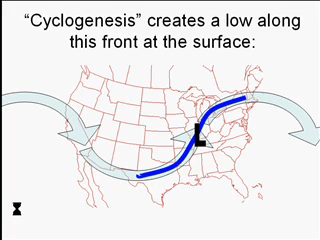 “Cyclogenesis” creates a low along
this front at the surface:
L